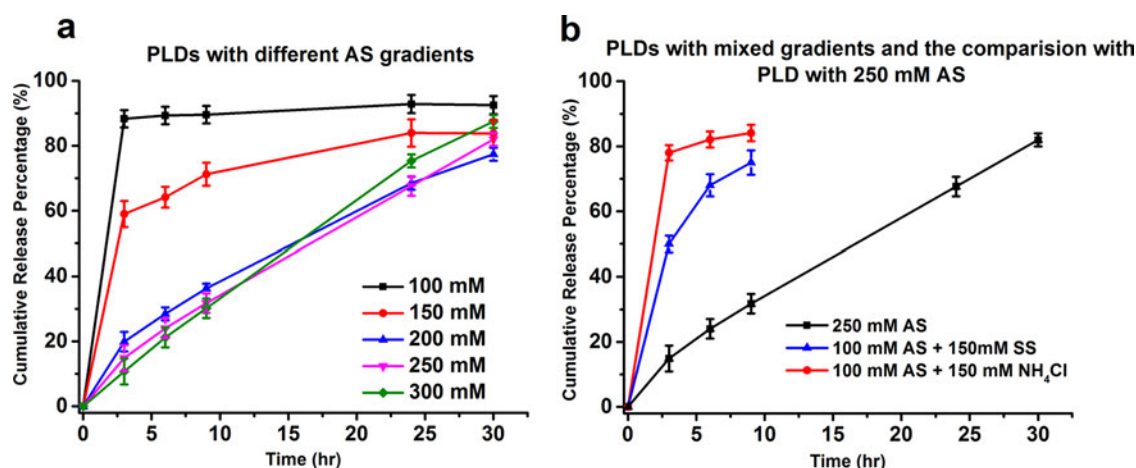 a
PLDs with different AS gradients
Cumulative Release Percentage (%)
100
80
60
40
20
0
100 mM
150 mM
200 mM
250 mM
300 mM
0 5 10 15 20 25 30
Time (hr)
b
PLDs with mixed gradients and the comparision with
PLD with 250 mM AS
Cumulative Release Percentage (%)
100
80
60
40
20
0
250 mM AS
100 mM AS + 150mM SS
100 mM AS + 150 mM NH₄Cl
0 5 10 15 20 25 30
Time (hr)